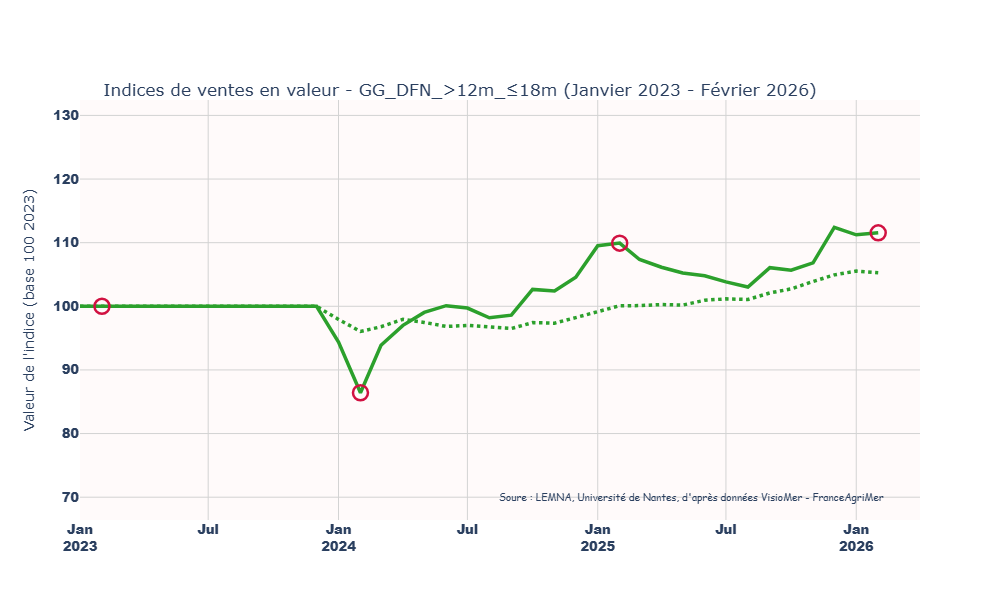 Indices de ventes en valeur - GG_DFN_>12m_≤18m (Janvier 2023 - Février 2026)
Valeur de l'indice (base 100 2023)
130
120
110
100
90
80
70
Soure : LEMNA, Université de Nantes, d'après données VisioMer - FranceAgriMer
Jan
2023
Jul
Jan
2024
Jul
Jan
2025
Jul
Jan
2026